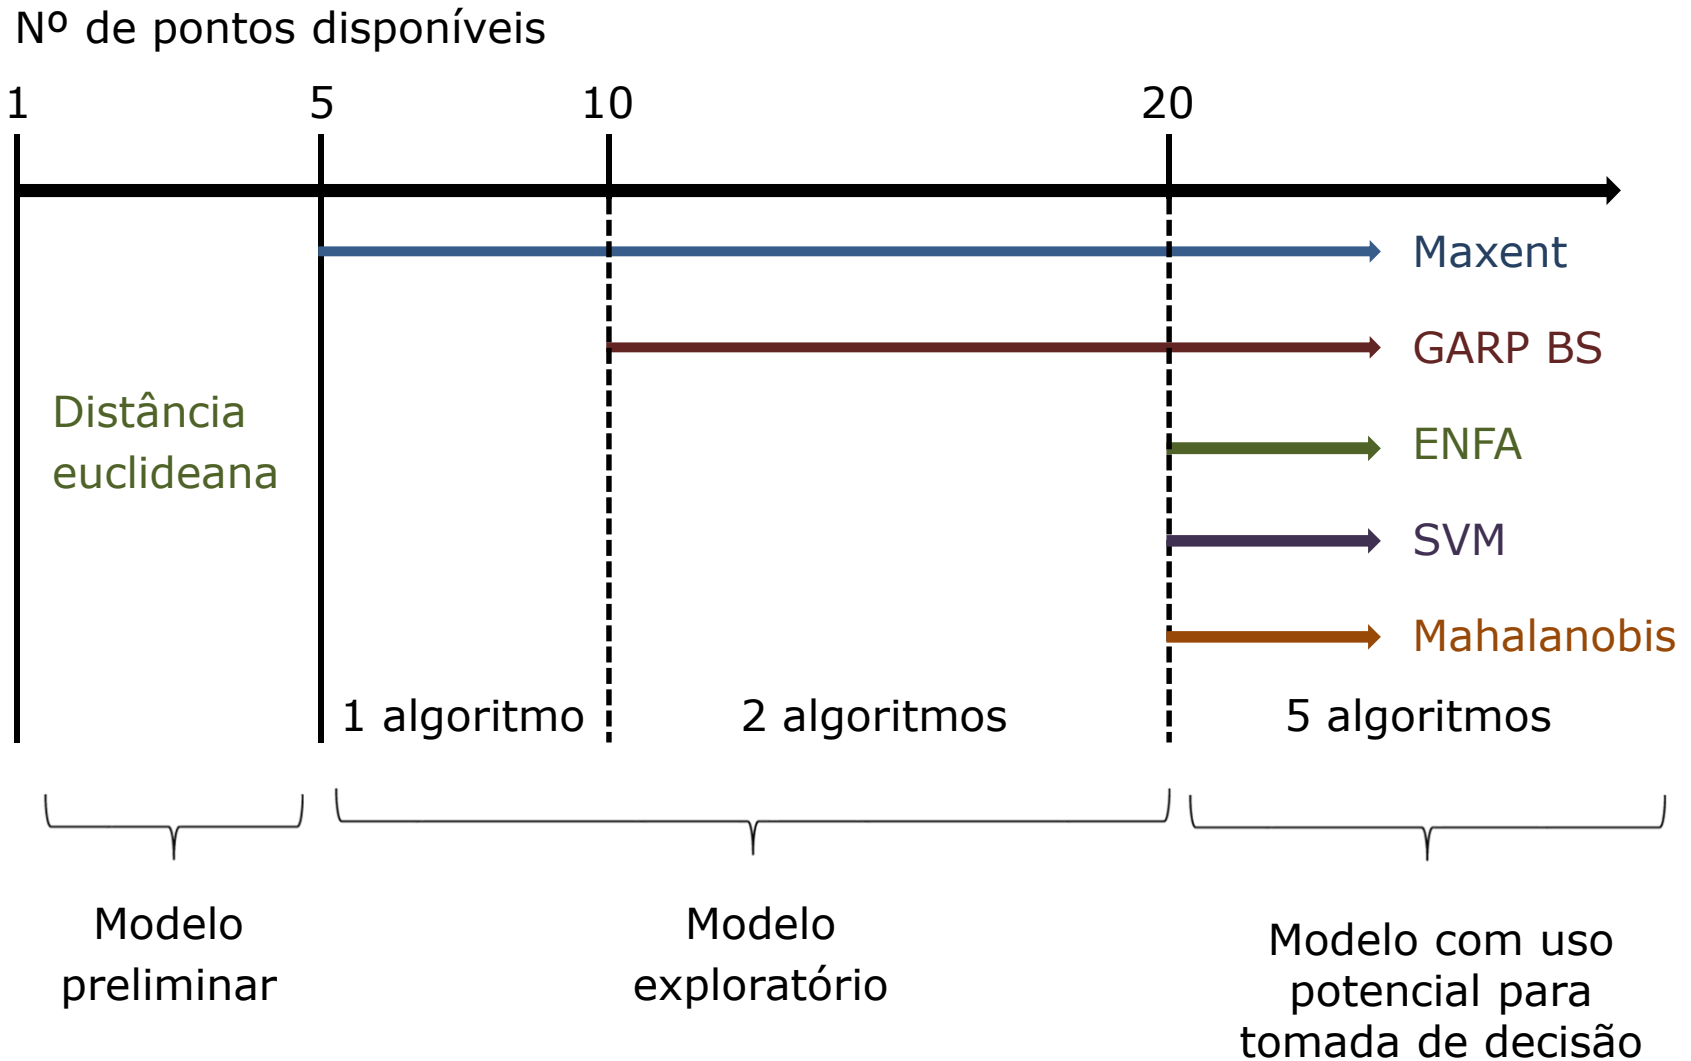 Nº de pontos disponíveis
1
5
10
20
Maxent
GARP BS
Distância
euclideana
ENFA
SVM
Mahalanobis
1 algoritmo
2 algoritmos
5 algoritmos
Modelo
preliminar
Modelo
exploratório
Modelo com uso
potencial para
tomada de decisão